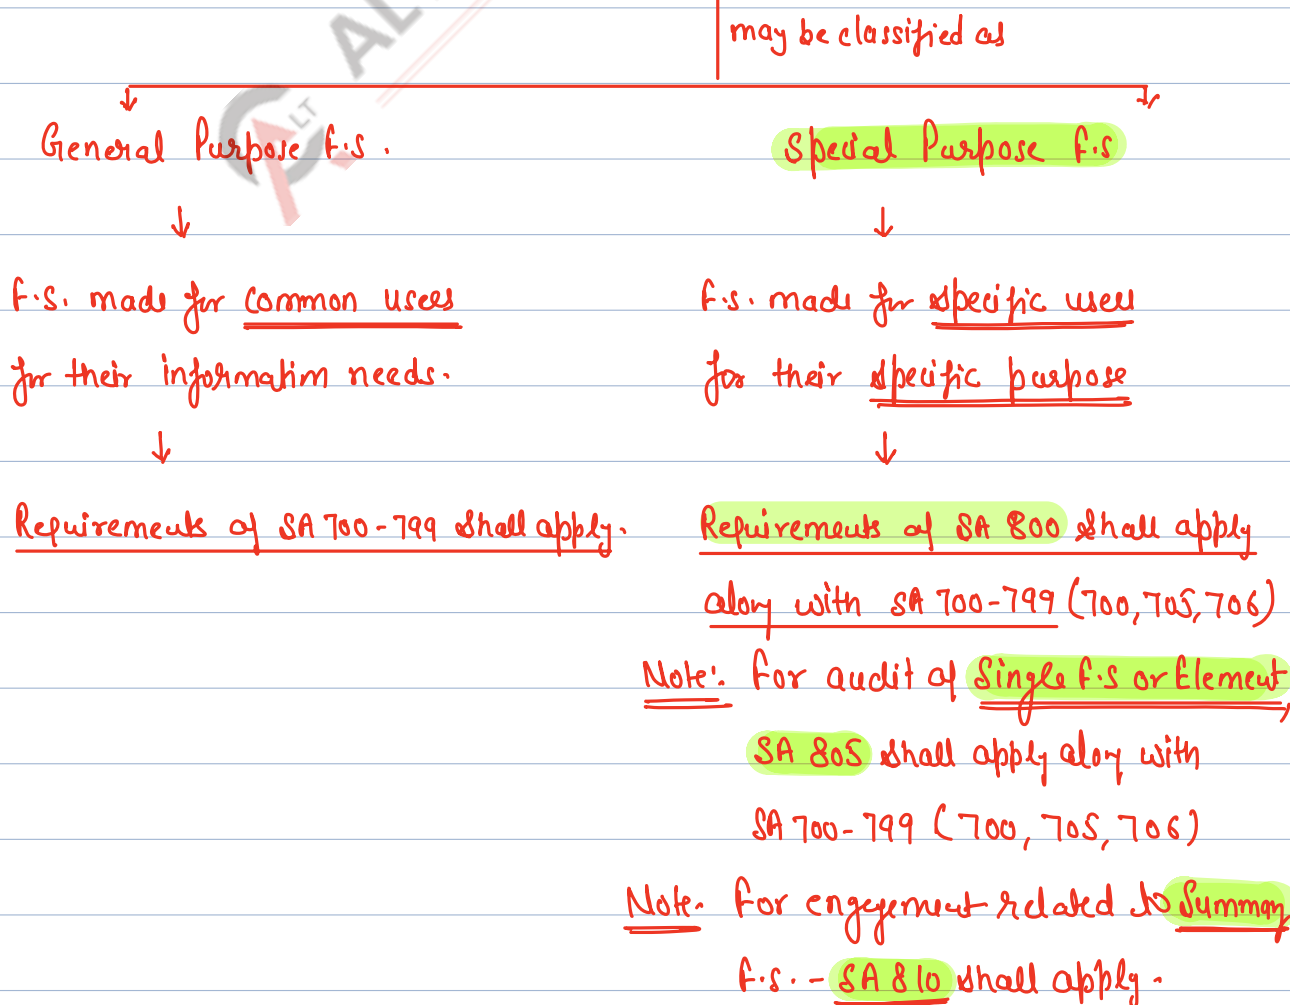 may be classified as
General Purpose F.S.
Special Purpose F.S
F.S. made for common users
for their information needs.
F.S. made for specific user
for their specific purpose
Requirements of SA 700-799 shall apply.
Requirements of SA 800 shall apply
along with SA 700-799 (700, 705, 706)
Note: For audit of Single F.S or Element,
SA 805 shall apply along with
SA 700-799 (700, 705, 706)
Note. For engagement related to Summary
F.S. - SA 810 shall apply.
AL
LT